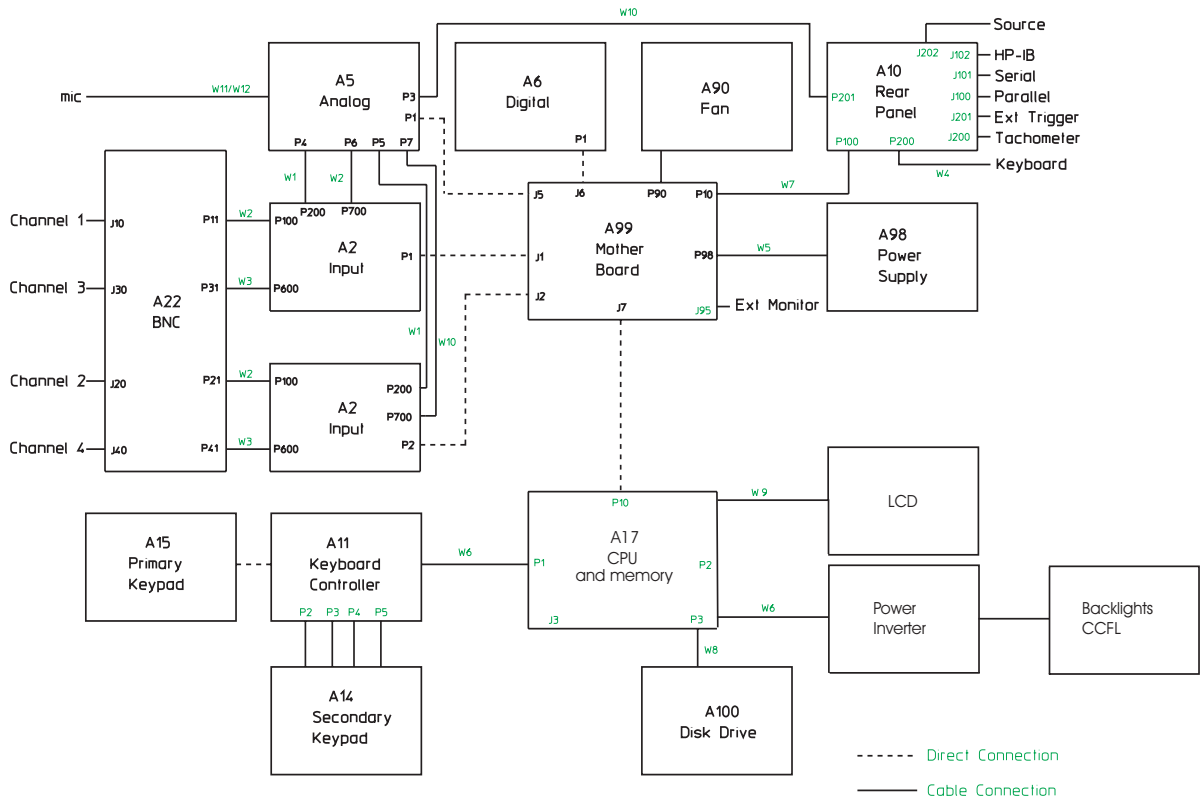 W10
Source
J202
J102
HP-IB
A5
Analog
A6
Digital
A90
Fan
A10
Rear
Panel
J101
Serial
mic
W11/W12
P3
P201
J100
Parallel
P1
J201
Ext Trigger
P4
P6
P5
P7
P1
P100
P200
J200
Tachometer
W4
Keyboard
W1
W2
J5
J6
P90
P10
W7
Channel 1
J10
P11
W2
P100
P200
P700
A2
Input
P1
J1
A99
Mother
Board
P98
W5
A98
Power
Supply
Channel 3
J30
A22
BNC
P31
W3
P600
J2
J7
J95
Ext Monitor
W1
W10
Channel 2
J20
P21
W2
P100
P200
A2
Input
P700
Channel 4
J40
P41
W3
P600
P2
P10
W9
LCD
A15
Primary
Keypad
A11
Keyboard
Controller
W6
P1
A17
CPU
and memory
P2
P2
P3
P4
P5
J3
P3
W6
Power
Inverter
Backlights
CCFL
W8
A14
Secondary
Keypad
A100
Disk Drive
Direct Connection
Cable Connection